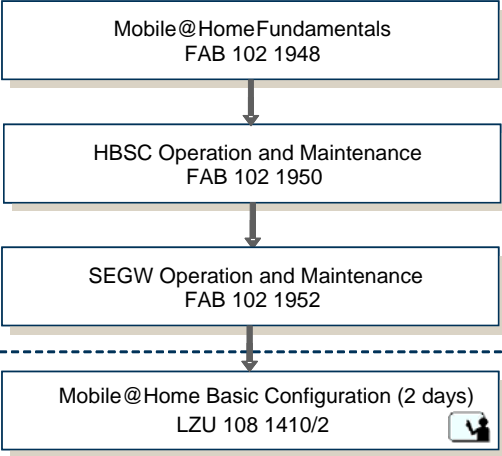 Mobile@HomeFundamentals
FAB 102 1948
HBSC Operation and Maintenance
FAB 102 1950
SEGW Operation and Maintenance
FAB 102 1952
Mobile@Home Basic Configuration (2 days)
LZU 108 1410/2